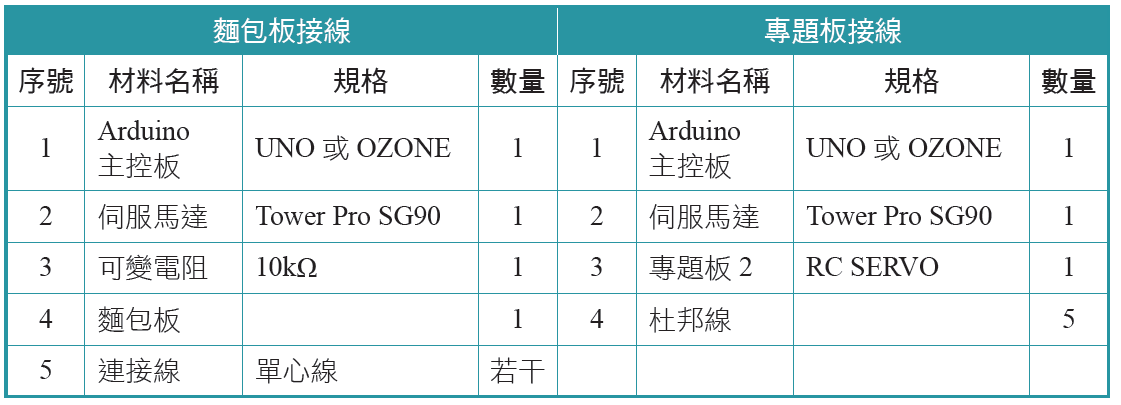 麵包板接線 專題板接線
序號 材料名稱 規格 數量 序號 材料名稱 規格 數量
1 Arduino 主控板 UNO 或 OZONE 1 1 Arduino 主控板 UNO 或 OZONE 1
2 伺服馬達 Tower Pro SG90 1 2 伺服馬達 Tower Pro SG90 1
3 可變電阻 10kΩ 1 3 專題板 2 RC SERVO 1
4 麵包板 1 4 杜邦線 5
5 連接線 單心線 若干